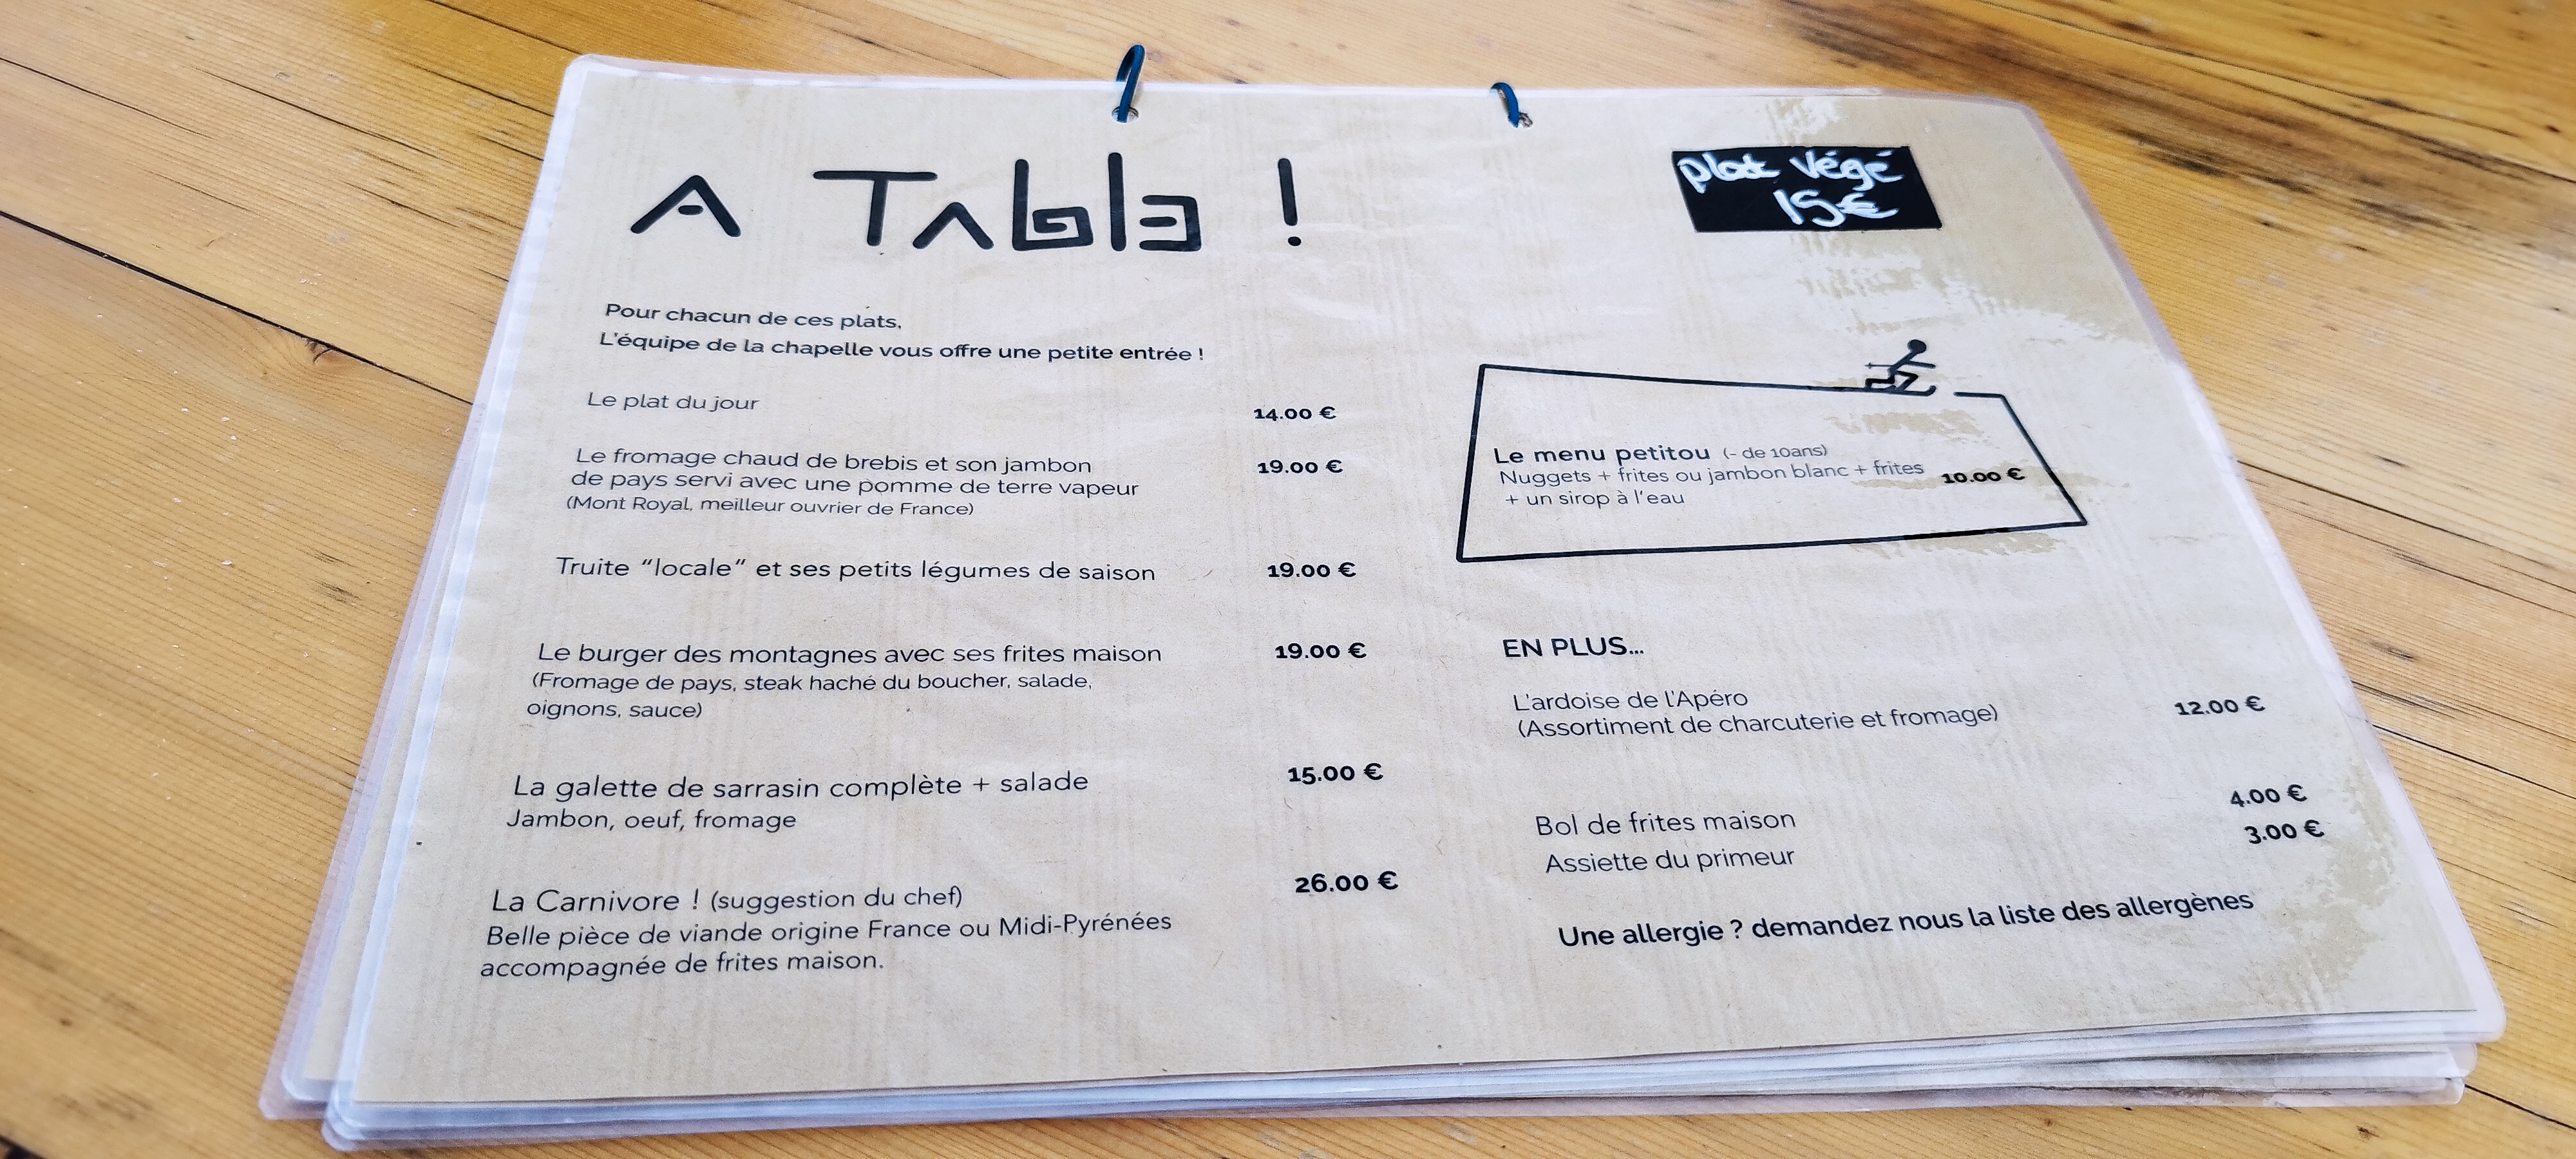 A Table !
Pour chacun de ces plats,
L'équipe de la chapelle vous offre une petite entrée !
Le plat du jour 14.00 €
Le fromage chaud de brebis et son jambon 19.00 €
de pays servi avec une pomme de terre vapeur
(Mont Royal, meilleur ouvrier de France)
Truite "locale" et ses petits légumes de saison 19.00 €
Le burger des montagnes avec ses frites maison 19.00 €
(Fromage de pays, steak haché du boucher, salade,
oignons, sauce)
La galette de sarrasin complète + salade 15.00 €
Jambon, oeuf, fromage
La Carnivore ! (suggestion du chef) 26.00 €
Belle pièce de viande origine France ou Midi-Pyrénées
accompagnée de frites maison.
plat végé
15€
Le menu petitou (- de 10ans)
Nuggets + frites ou jambon blanc + frites 10.00 €
+ un sirop à l'eau
EN PLUS...
L'ardoise de l'Apéro
(Assortiment de charcuterie et fromage) 12.00 €
Bol de frites maison 4.00 €
Assiette du primeur 3.00 €
Une allergie ? demandez nous la liste des allergènes